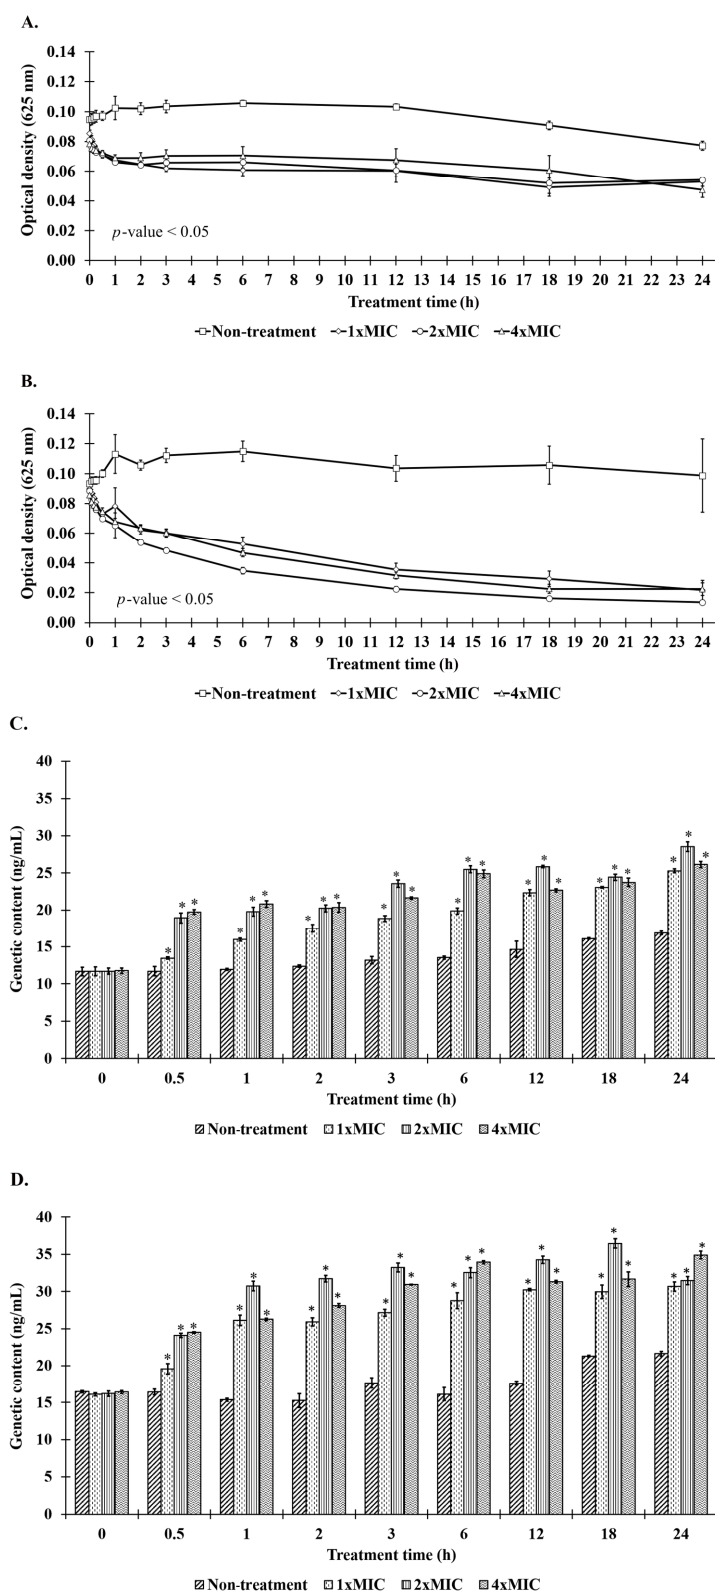 A.
0.14
0.12
0.10
0.08
0.06
0.04
0.02
0.00
Optical density (625 nm)
p-value < 0.05
0 1 2 3 4 5 6 7 8 9 10 11 12 13 14 15 16 17 18 19 20 21 22 23 24
Treatment time (h)
Non-treatment 1xMIC 2xMIC 4xMIC
B.
0.14
0.12
0.10
0.08
0.06
0.04
0.02
0.00
Optical density (625 nm)
p-value < 0.05
0 1 2 3 4 5 6 7 8 9 10 11 12 13 14 15 16 17 18 19 20 21 22 23 24
Treatment time (h)
Non-treatment 1xMIC 2xMIC 4xMIC
C.
40
35
30
25
20
15
10
5
0
Genetic content (ng/mL)
* * * * * * * * * * * * * * * * * * * * * * * *
0 0.5 1 2 3 6 12 18 24
Treatment time (h)
Non-treatment 1xMIC 2xMIC 4xMIC
D.
40
35
30
25
20
15
10
5
0
Genetic content (ng/mL)
* * * * * * * * * * * * * * * * * * * * * * * *
0 0.5 1 2 3 6 12 18 24
Treatment time (h)
Non-treatment 1xMIC 2xMIC 4xMIC